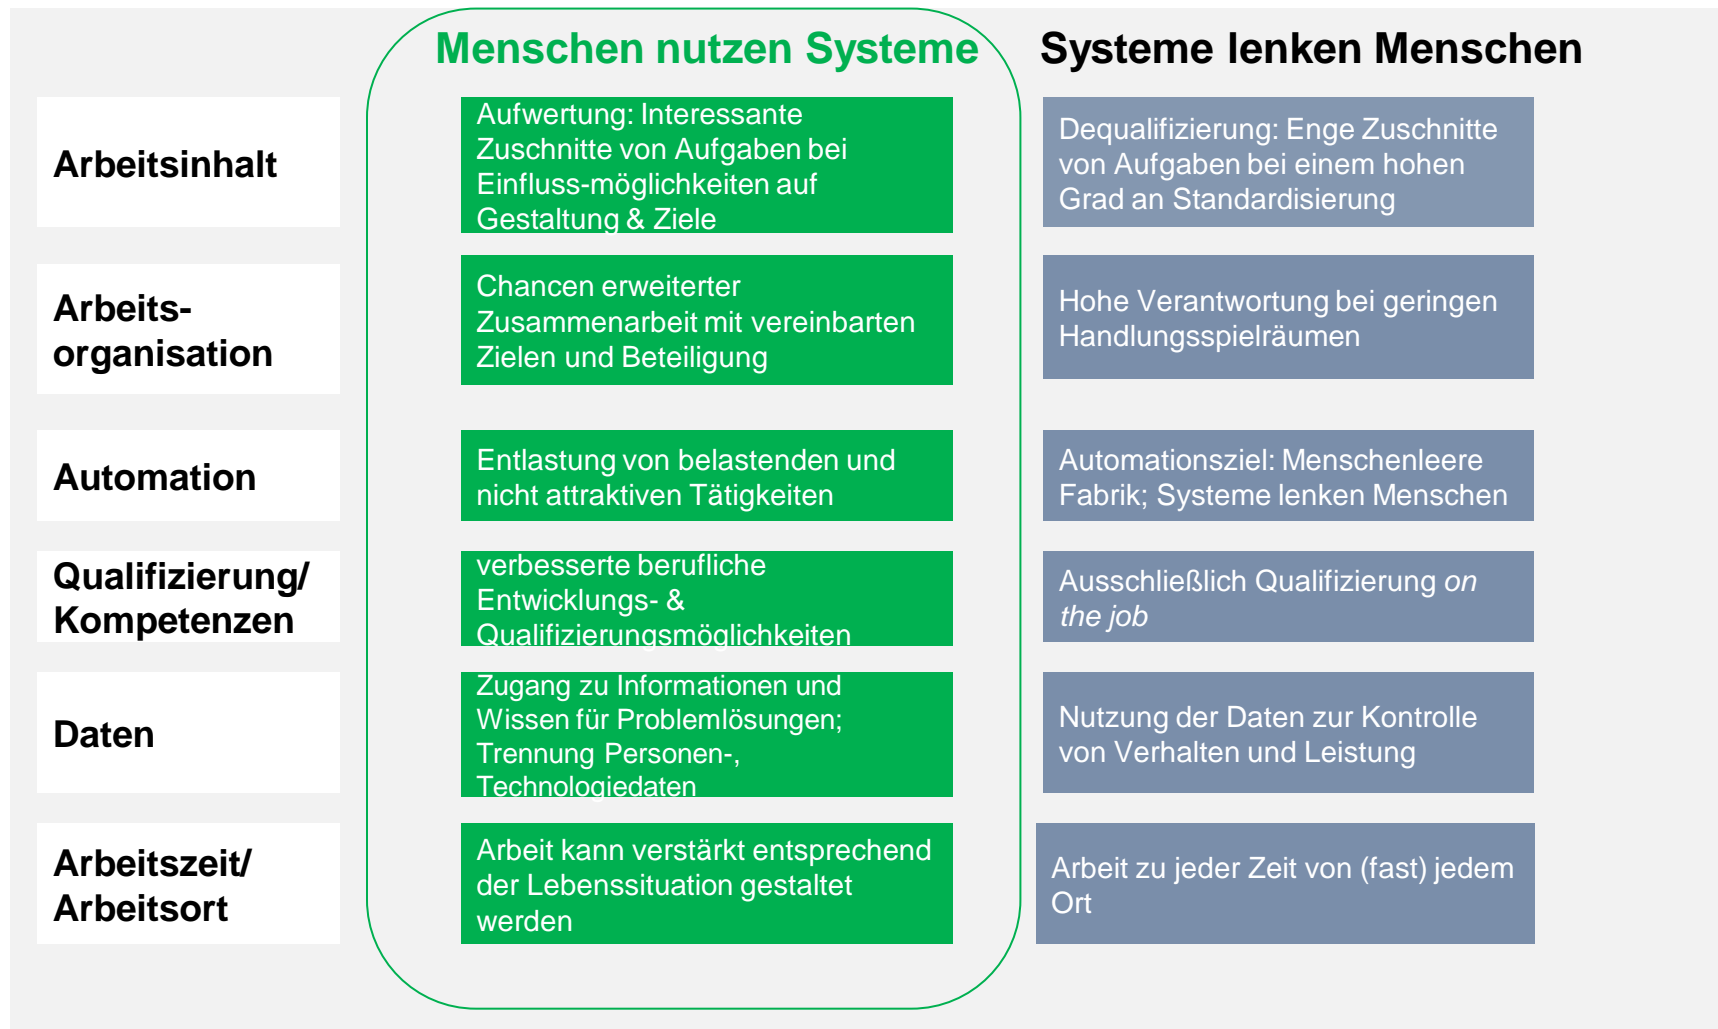 Menschen nutzen Systeme
Systeme lenken Menschen
Arbeitsinhalt
Aufwertung: Interessante
Zuschnitte von Aufgaben bei
Einfluss-möglichkeiten auf
Gestaltung & Ziele
Dequalifizierung: Enge Zuschnitte
von Aufgaben bei einem hohen
Grad an Standardisierung
Arbeits-
organisation
Chancen erweiterter
Zusammenarbeit mit vereinbarten
Zielen und Beteiligung
Hohe Verantwortung bei geringen
Handlungsspielräumen
Automation
Entlastung von belastenden und
nicht attraktiven Tätigkeiten
Automationsziel: Menschenleere
Fabrik; Systeme lenken Menschen
Qualifizierung/
Kompetenzen
verbesserte berufliche
Entwicklungs- &
Qualifizierungsmöglichkeiten
Ausschließlich Qualifizierung on
the job
Daten
Zugang zu Informationen und
Wissen für Problemlösungen;
Trennung Personen-,
Technologiedaten
Nutzung der Daten zur Kontrolle
von Verhalten und Leistung
Arbeitszeit/
Arbeitsort
Arbeit kann verstärkt entsprechend
der Lebenssituation gestaltet
werden
Arbeit zu jeder Zeit von (fast) jedem
Ort